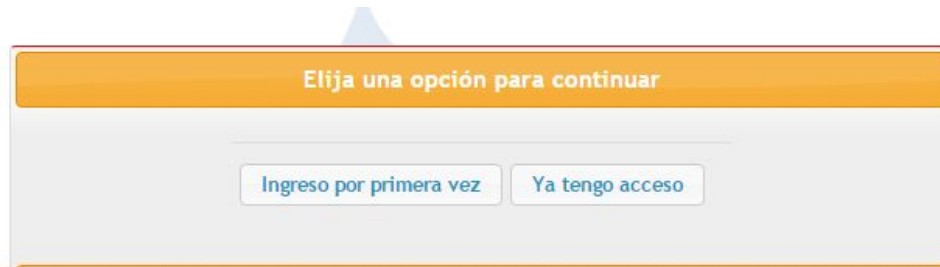 Elija una opción para continuar
Ingreso por primera vez Ya tengo acceso